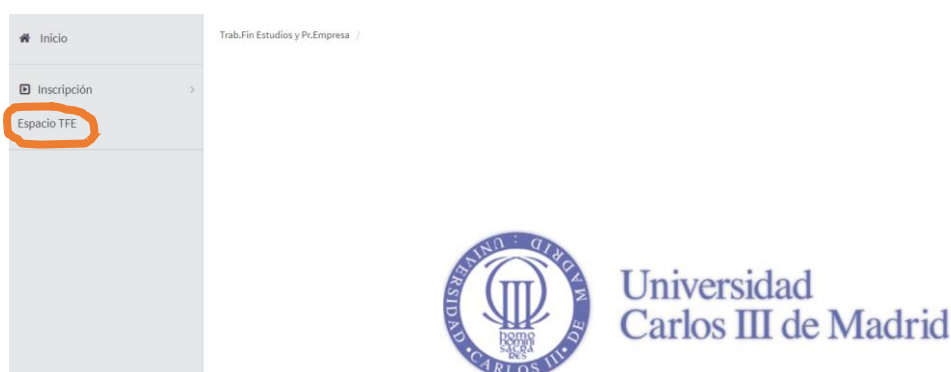 Inicio
Trab.Fin Estudios y Pr.Empresa /
Inscripción >
Espacio TFE
UNIVERSIDAD • CARLOS III • DE MADRID :
homo
homini
sacra
res
Universidad
Carlos III de Madrid